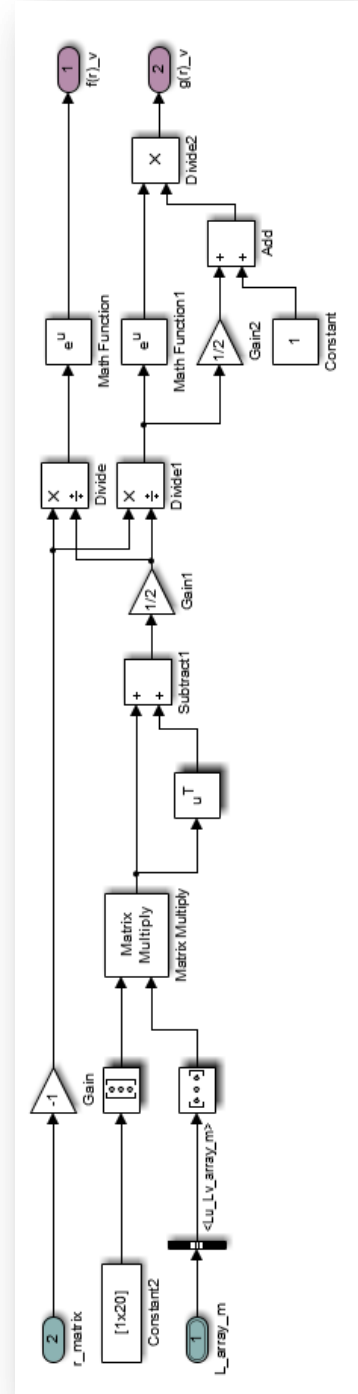 2
r_matrix
-1
Gain
×
÷
Divide
e^u
Math Function
1
f(r)_v
[1x20]
Constant2
Matrix
Multiply
Matrix Multiply
u^T
+
+
Subtract1
1/2
Gain1
×
÷
Divide1
e^u
Math Function1
×
Divide2
2
g(r)_v
1
L_array_m
<Lu_Lv_array_m>
1/2
Gain2
+
+
Add
1
Constant